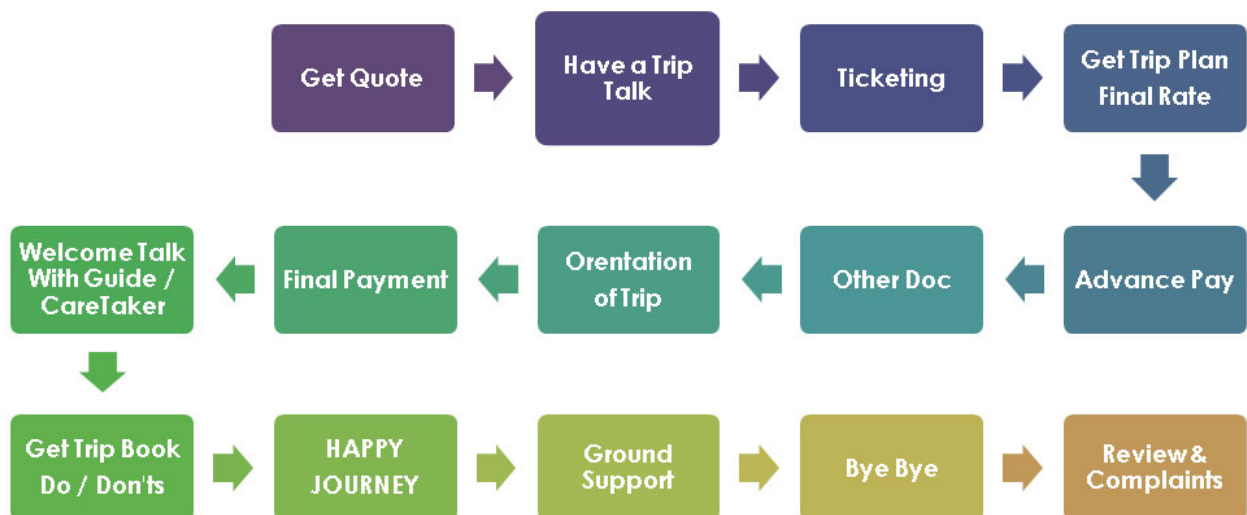 Get Quote
Have a Trip
Talk
Ticketing
Get Trip Plan
Final Rate
Advance Pay
Other Doc
Orentation
of Trip
Final Payment
Welcome Talk
With Guide /
CareTaker
Get Trip Book
Do / Don'ts
HAPPY
JOURNEY
Ground
Support
Bye Bye
Review &
Complaints